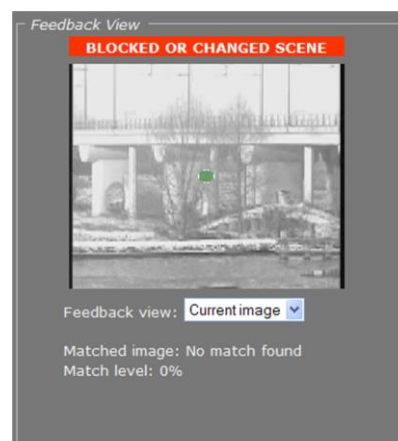 Feedback View
BLOCKED OR CHANGED SCENE
Feedback view: Current image
Matched image: No match found
Match level: 0%